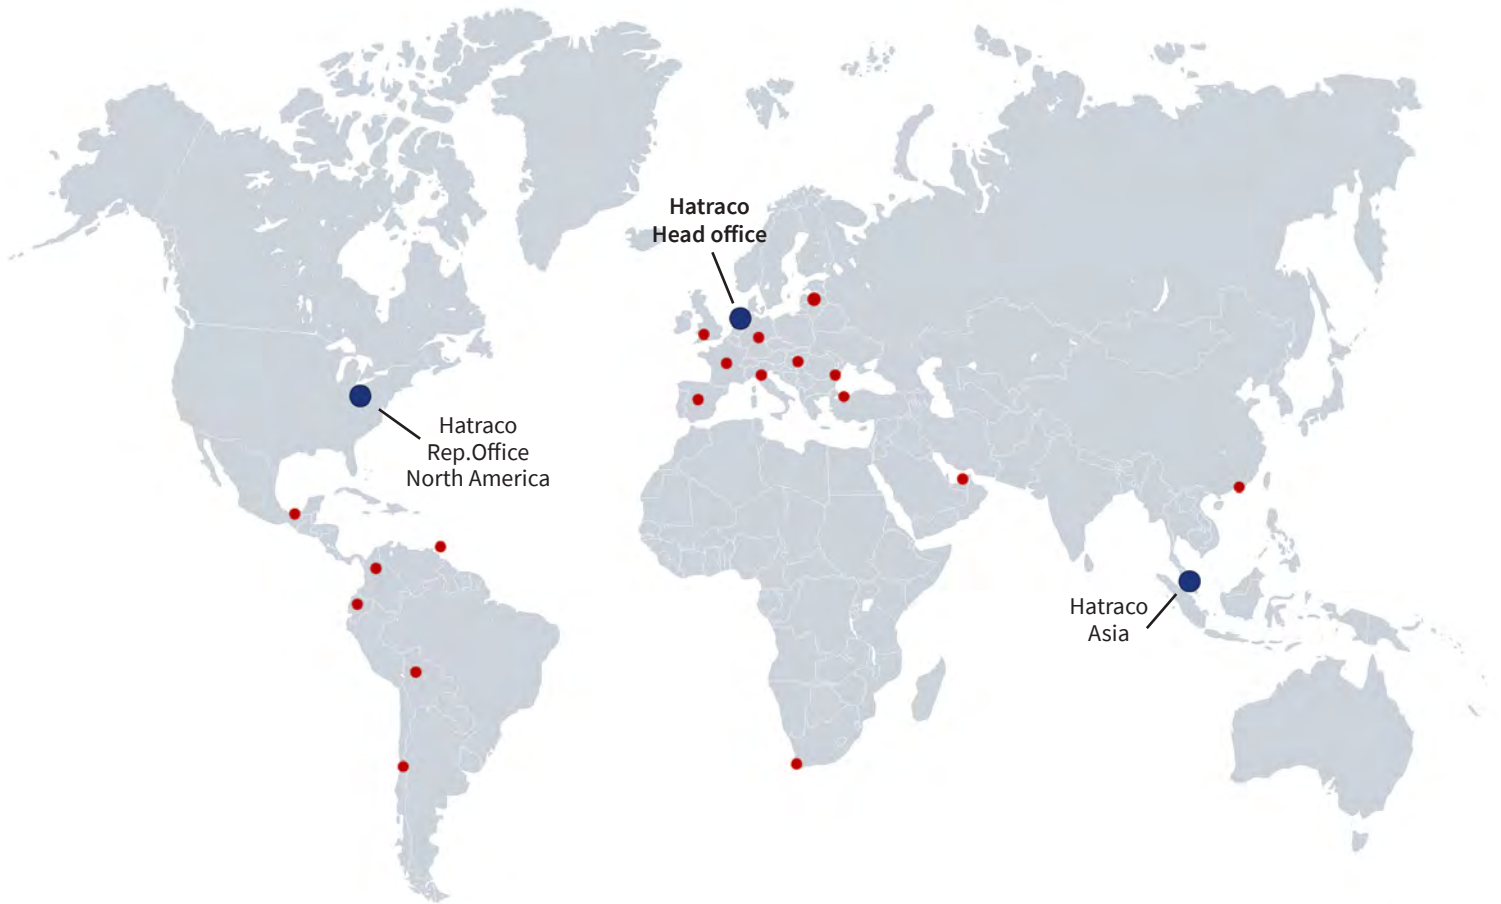 Hatraco
Head office
Hatraco
Rep.Office
North America
Hatraco
Asia